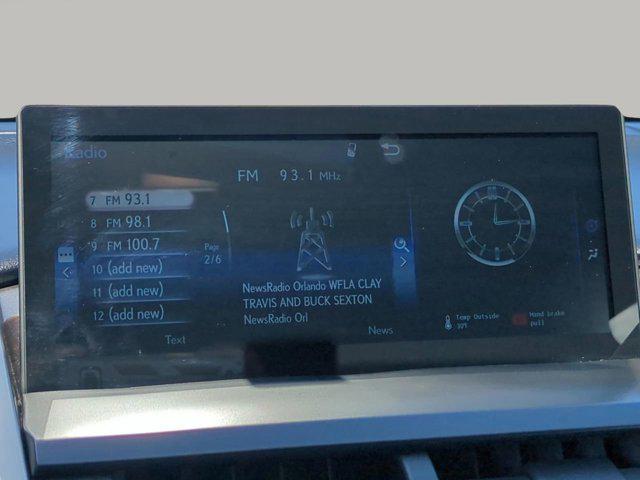 Radio
FM 93.1 MHz
7 FM 93.1
8 FM 98.1
9 FM 100.7
10 (add new)
11 (add new)
12 (add new)
Page
2/6
NewsRadio Orlando WFLA CLAY
TRAVIS AND BUCK SEXTON
NewsRadio Orl
Text
News
Temp Outside
Hand brake
pull